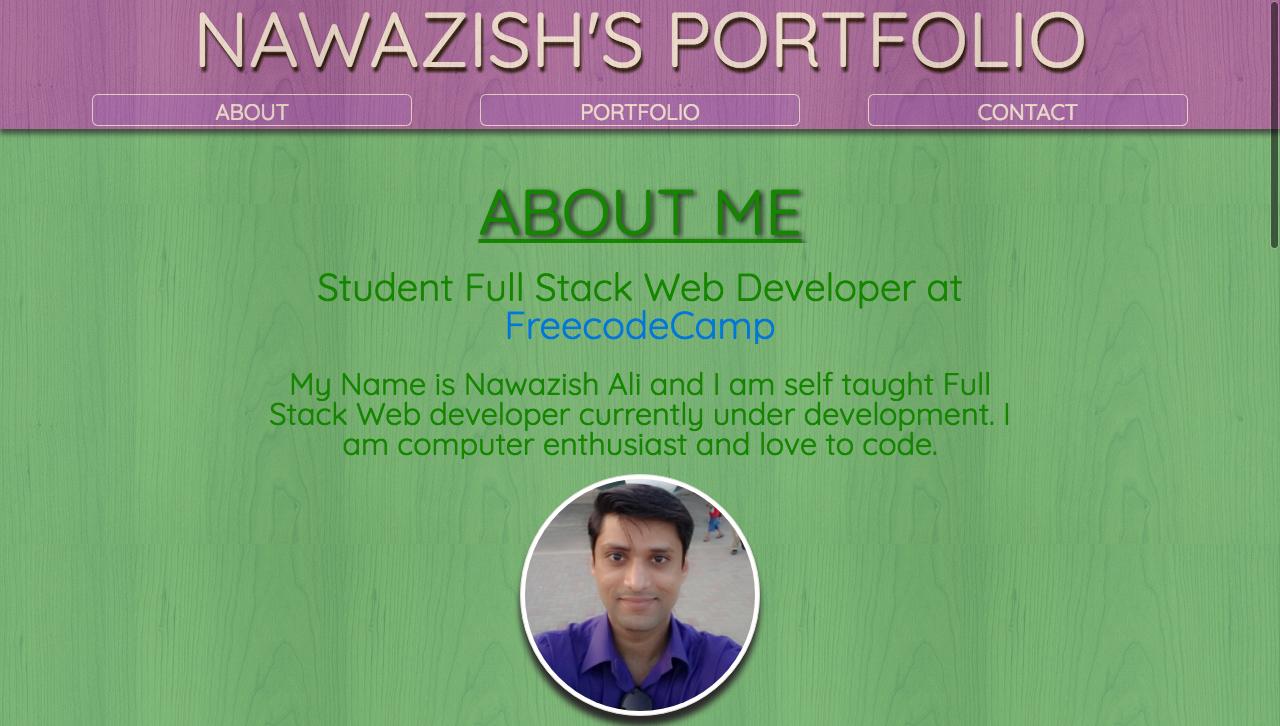 NAWAZISH'S PORTFOLIO
ABOUT
PORTFOLIO
CONTACT
ABOUT ME
Student Full Stack Web Developer at
FreecodeCamp
My Name is Nawazish Ali and I am self taught Full
Stack Web developer currently under development. I
am computer enthusiast and love to code.